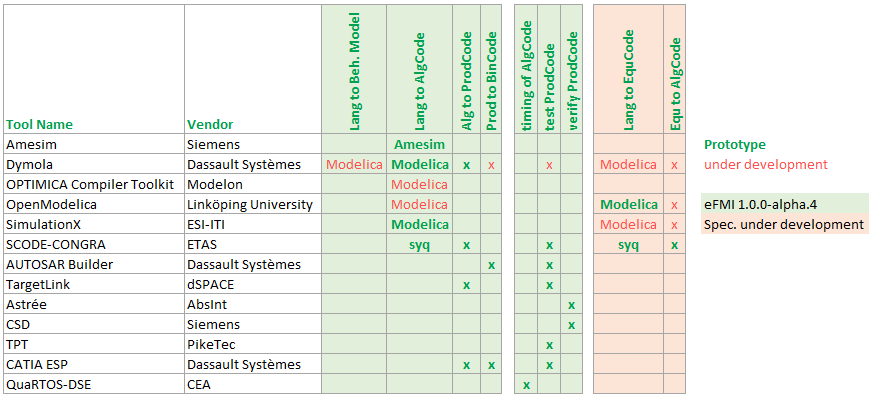 Tool Name Vendor Lang to Beh. Model Lang to AlgCode Alg to ProdCode Prod to BinCode timing of AlgCode test ProdCode verify ProdCode Lang to EquCode Equ to AlgCode
Amesim Siemens Amesim Prototype
Dymola Dassault Systèmes Modelica Modelica x x x Modelica x under development
OPTIMICA Compiler Toolkit Modelon Modelica
OpenModelica Linköping University Modelica Modelica x eFMI 1.0.0-alpha.4
SimulationX ESI-ITI Modelica Modelica x Spec. under development
SCODE-CONGRA ETAS syq x x syq x
AUTOSAR Builder Dassault Systèmes x x
TargetLink dSPACE x x
Astrée AbsInt x
CSD Siemens x
TPT PikeTec x
CATIA ESP Dassault Systèmes x x x
QuaRTOS-DSE CEA x